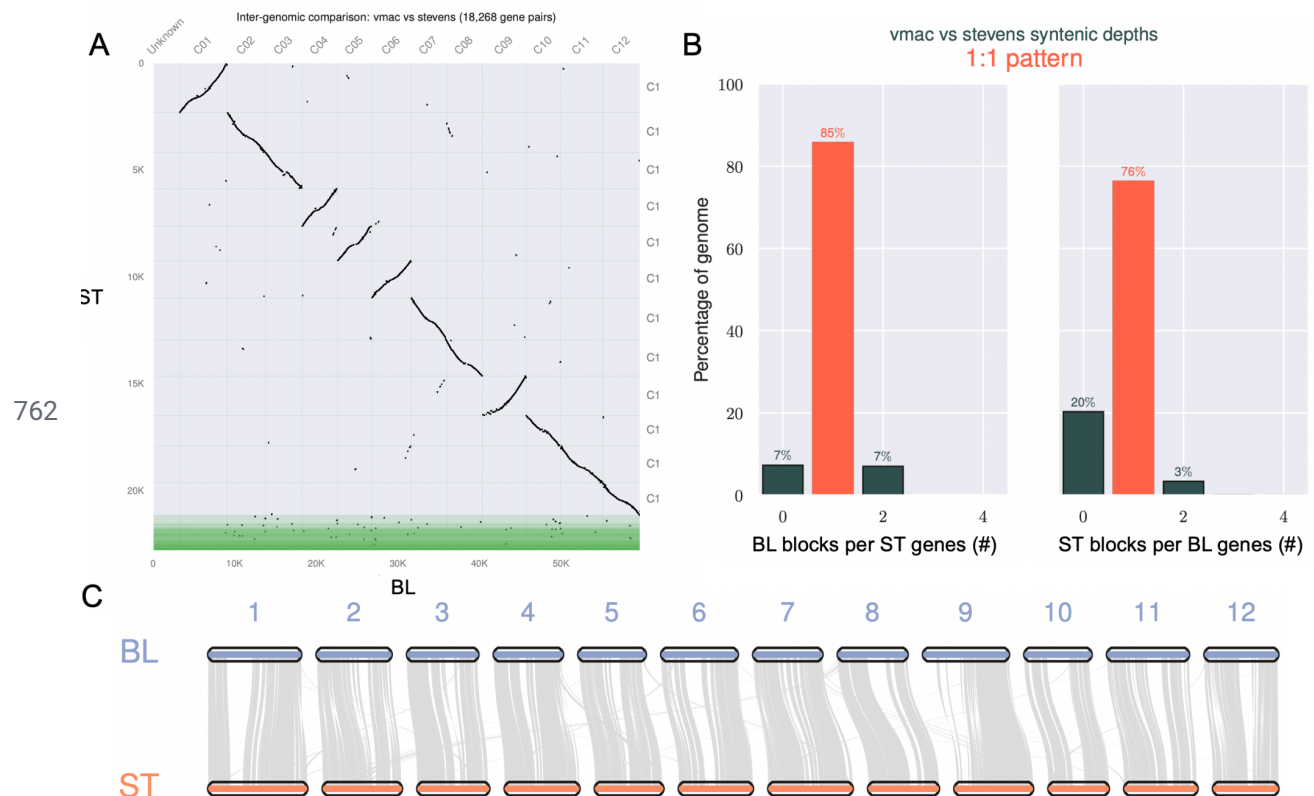 Inter-genomic comparison: vmac vs stevens (18,268 gene pairs)
A
Unknown C01 C02 C03 C04 C05 C06 C07 C08 C09 C10 C11 C12
0
5K
10K
15K
20K
ST
762
C1
C1
C1
C1
C1
C1
C1
C1
C1
C1
C1
C1
0 10K 20K 30K 40K 50K
BL
B
vmac vs stevens syntenic depths
1:1 pattern
Percentage of genome
100
80
60
40
20
0
7% 85% 7%
0 2 4
BL blocks per ST genes (#)
20% 76% 3%
0 2 4
ST blocks per BL genes (#)
C
1 2 3 4 5 6 7 8 9 10 11 12
BL
ST